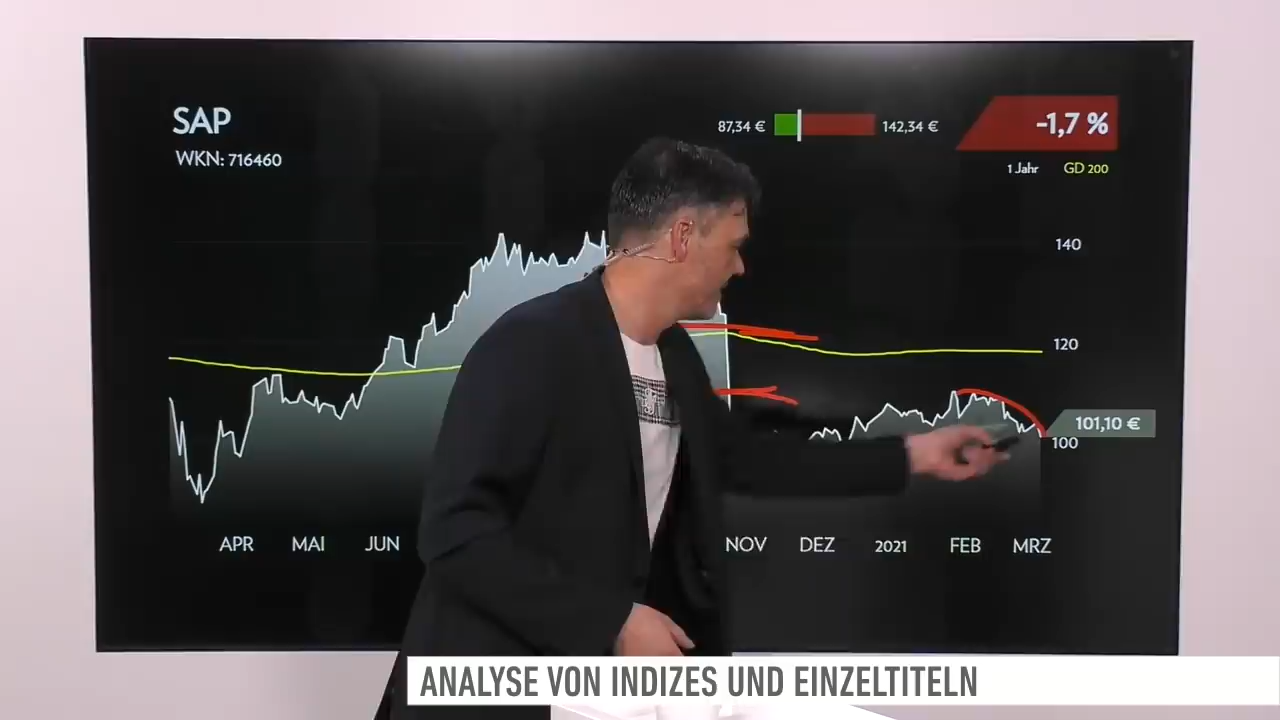 SAP
WKN: 716460
87,34 €
142,34 €
-1,7 %
1 Jahr
GD 200
140
120
101,10 €
100
APR
MAI
JUN
NOV
DEZ
2021
FEB
MRZ
ANALYSE VON INDIZES UND EINZELTITELN